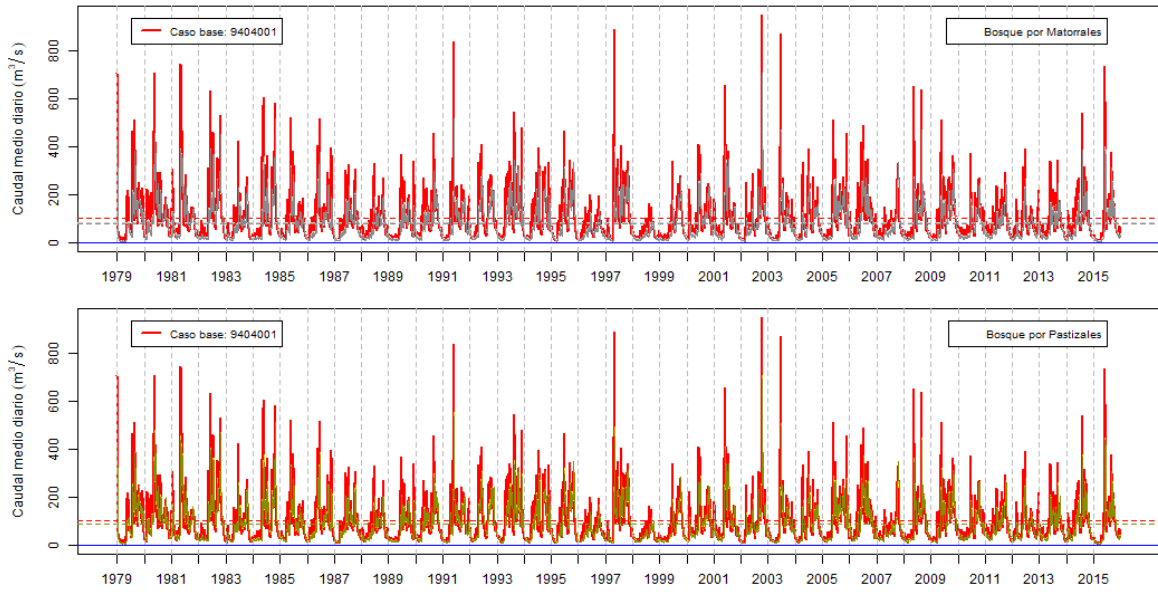 Caudal medio diario (m³/s)
800
600
400
200
0
Caso base: 9404001
Bosque por Matorrales
1979 1981 1983 1985 1987 1989 1991 1993 1995 1997 1999 2001 2003 2005 2007 2009 2011 2013 2015
Caudal medio diario (m³/s)
800
600
400
200
0
Caso base: 9404001
Bosque por Pastizales
1979 1981 1983 1985 1987 1989 1991 1993 1995 1997 1999 2001 2003 2005 2007 2009 2011 2013 2015